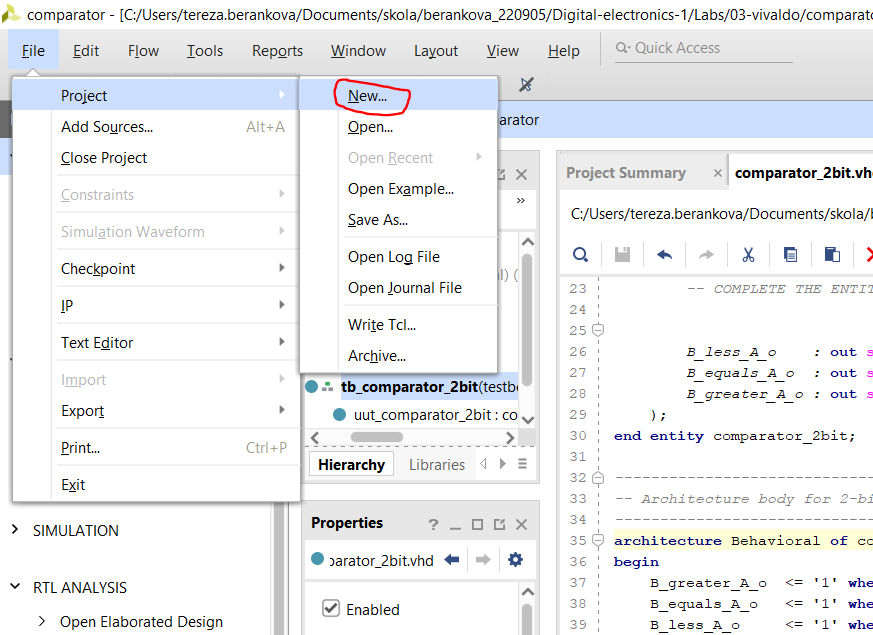 comparator - [C:/Users/tereza.berankova/Documents/skola/berankova_220905/Digital-electronics-1/Labs/03-vivaldo/comparato
File Edit Flow Tools Reports Window Layout View Help Quick Access
Project
Add Sources... Alt+A
Close Project
Constraints
Simulation Waveform
Checkpoint
IP
Text Editor
Import
Export
Print... Ctrl+P
Exit
New...
Open...
Open Recent
Open Example...
Save As...
Open Log File
Open Journal File
Write Tcl...
Archive...
arator
tb_comparator_2bit(testbe
uut_comparator_2bit : co
Hierarchy Libraries
Properties
parator_2bit.vhd
Enabled
SIMULATION
RTL ANALYSIS
Open Elaborated Design
Project Summary comparator_2bit.vh
C:/Users/tereza.berankova/Documents/skola/b
23 -- COMPLETE THE ENTIT
24
25
26 B_less_A_o : out s
27 B_equals_A_o : out s
28 B_greater_A_o : out s
29 );
30 end entity comparator_2bit;
31
32 ------------------------------
33 -- Architecture body for 2-bi
34 ------------------------------
35 architecture Behavioral of co
36 begin
37 B_greater_A_o <= '1' whe
38 B_equals_A_o <= '1' whe
39 B_less_A_o <= '1' whe